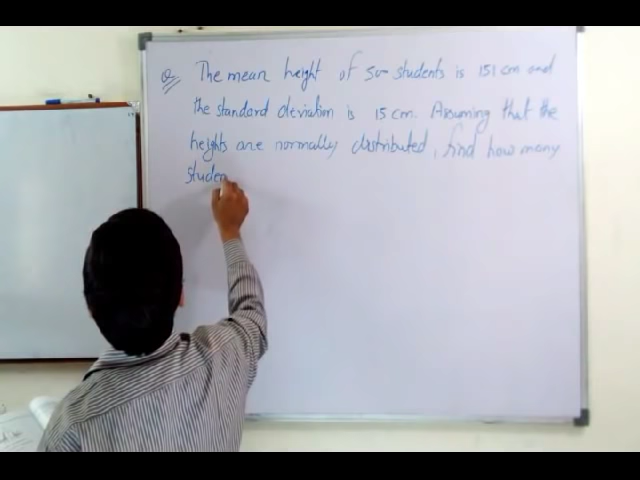 Q. The mean height of 500 students is 151 cm and
the standard deviation is 15 cm. Assuming that the
heights are normally distributed, find how many
studen